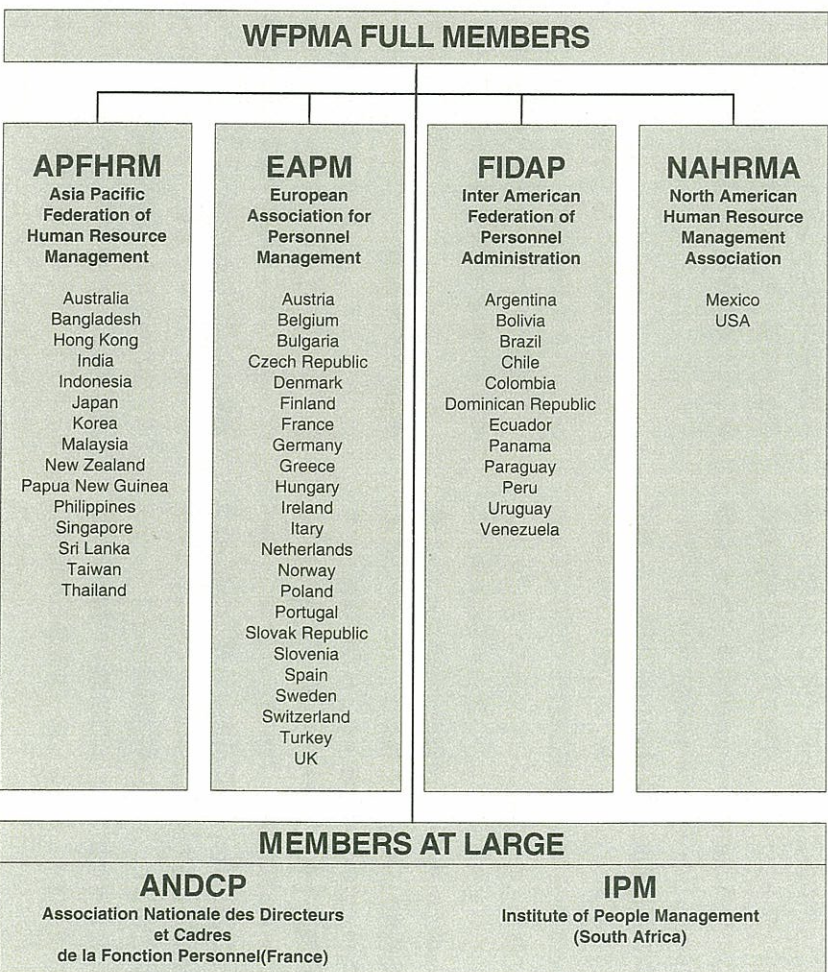 WFPMA FULL MEMBERS
APFHRM
Asia Pacific
Federation of
Human Resource
Management
Australia
Bangladesh
Hong Kong
India
Indonesia
Japan
Korea
Malaysia
New Zealand
Papua New Guinea
Philippines
Singapore
Sri Lanka
Taiwan
Thailand
EAPM
European
Association for
Personnel
Management
Austria
Belgium
Bulgaria
Czech Republic
Denmark
Finland
France
Germany
Greece
Hungary
Ireland
Itary
Netherlands
Norway
Poland
Portugal
Slovak Republic
Slovenia
Spain
Sweden
Switzerland
Turkey
UK
FIDAP
Inter American
Federation of
Personnel
Administration
Argentina
Bolivia
Brazil
Chile
Colombia
Dominican Republic
Ecuador
Panama
Paraguay
Peru
Uruguay
Venezuela
NAHRMA
North American
Human Resource
Management
Association
Mexico
USA
MEMBERS AT LARGE
ANDCP
Association Nationale des Directeurs
et Cadres
de la Fonction Personnel(France)
IPM
Institute of People Management
(South Africa)